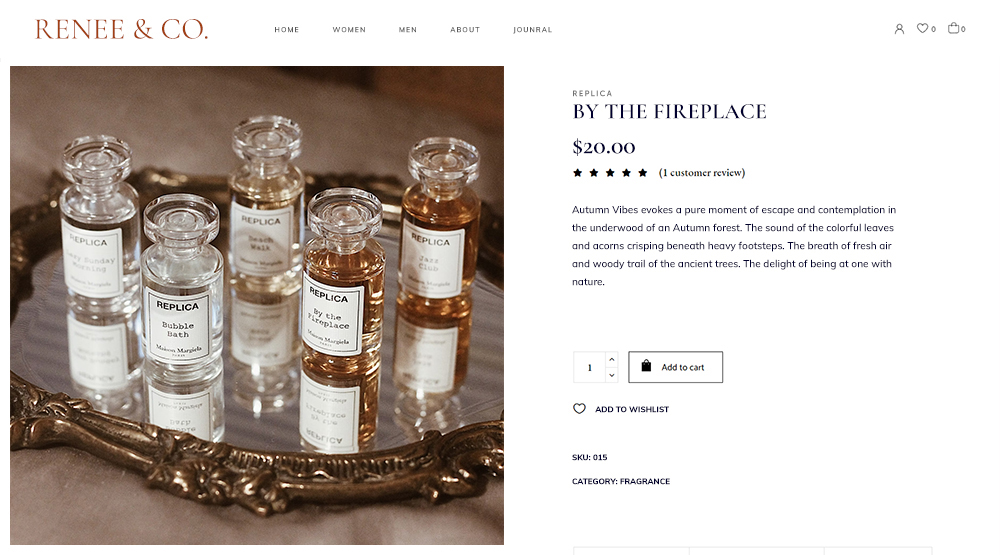 RENEE & CO.
HOME
WOMEN
MEN
ABOUT
JOUNRAL
0
0
REPLICA
BY THE FIREPLACE
$20.00
(1 customer review)
Autumn Vibes evokes a pure moment of escape and contemplation in
the underwood of an Autumn forest. The sound of the colorful leaves
and acorns crisping beneath heavy footsteps. The breath of fresh air
and woody trail of the ancient trees. The delight of being at one with
nature.
1
Add to cart
ADD TO WISHLIST
SKU: 015
CATEGORY: FRAGRANCE
REPLICA
Sunday
Morning
REPLICA
Bubble
Bath
Maison Margiela
PARIS
REPLICA
Beach
Walk
REPLICA
By the
Fireplace
Maison Margiela
REPLICA
Jazz
Club
Maison Margiela